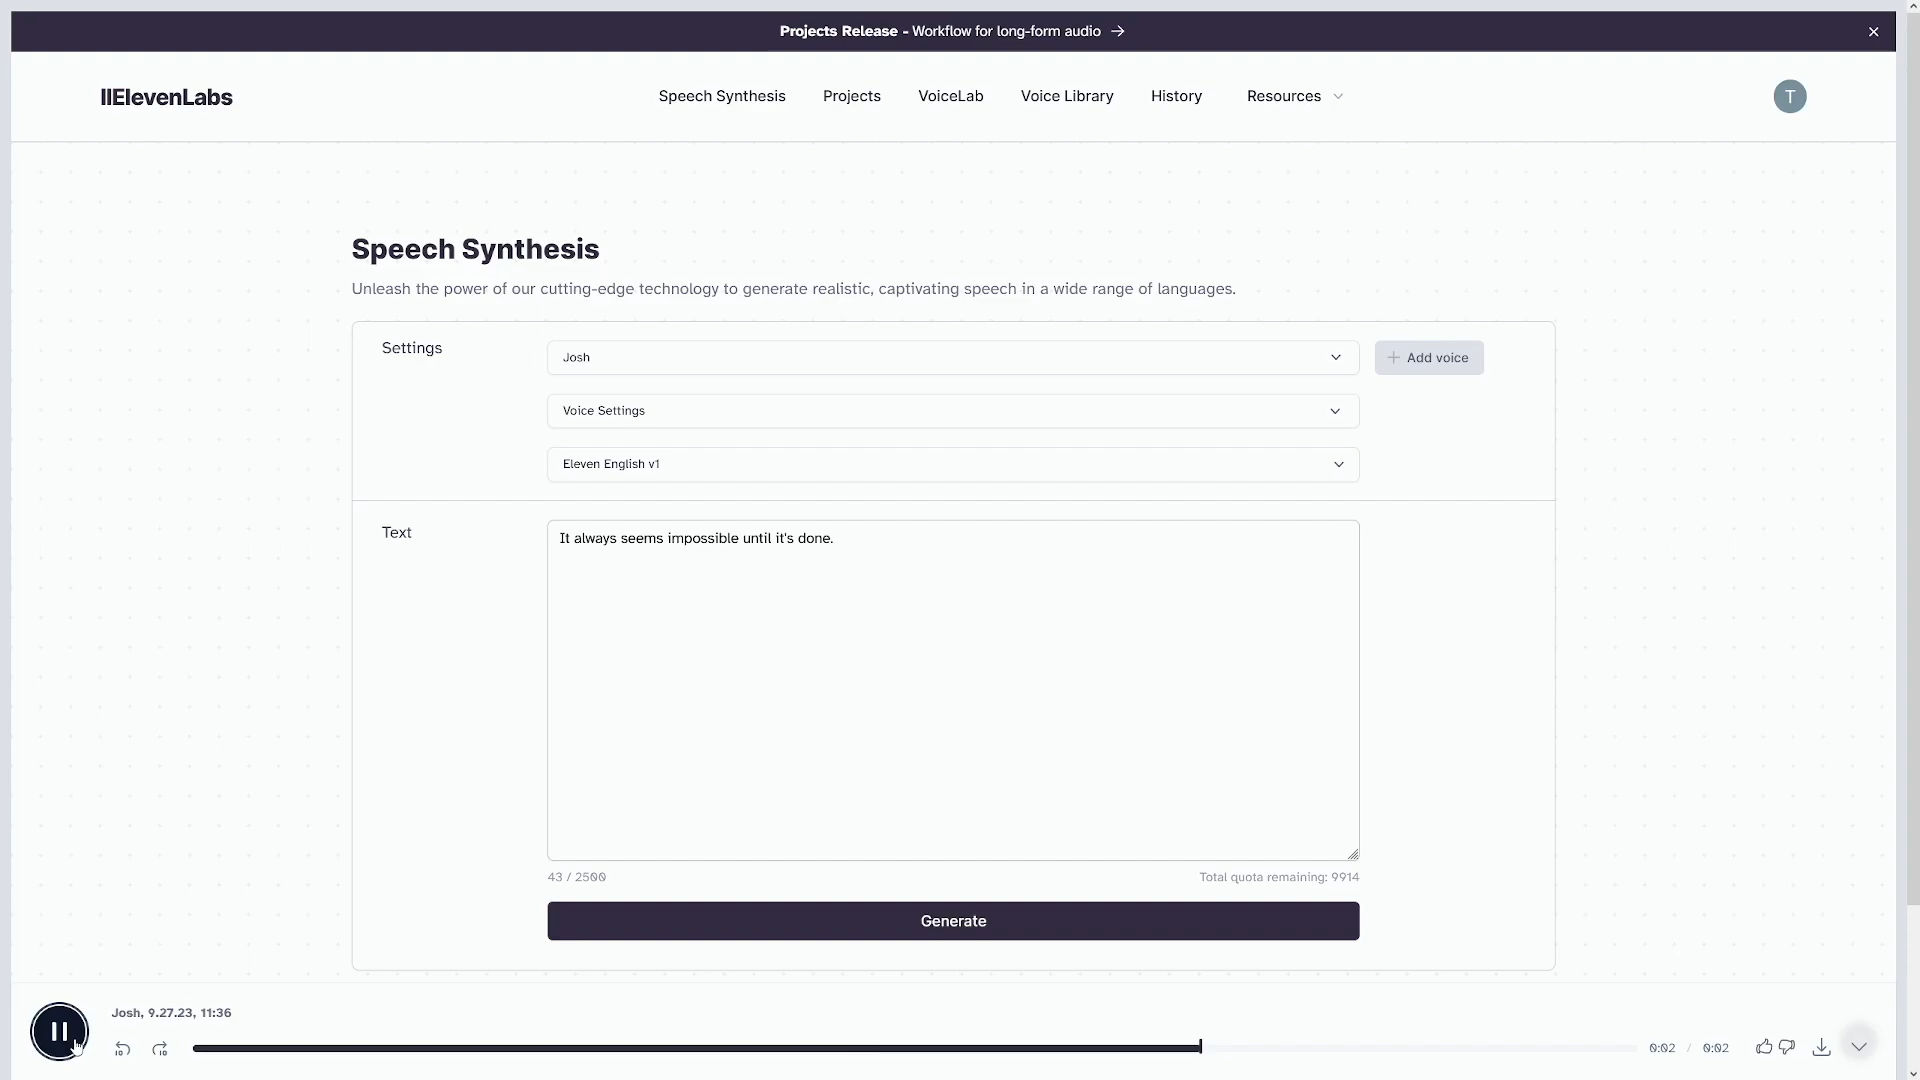 Projects Release - Workflow for long-form audio →
IIElevenLabs
Speech Synthesis Projects VoiceLab Voice Library History Resources
T
Speech Synthesis
Unleash the power of our cutting-edge technology to generate realistic, captivating speech in a wide range of languages.
Settings
Josh
+ Add voice
Voice Settings
Eleven English v1
Text
It always seems impossible until it's done.
43 / 2500
Total quota remaining: 9914
Generate
Josh, 9.27.23, 11:36
10 10
0:02 / 0:02